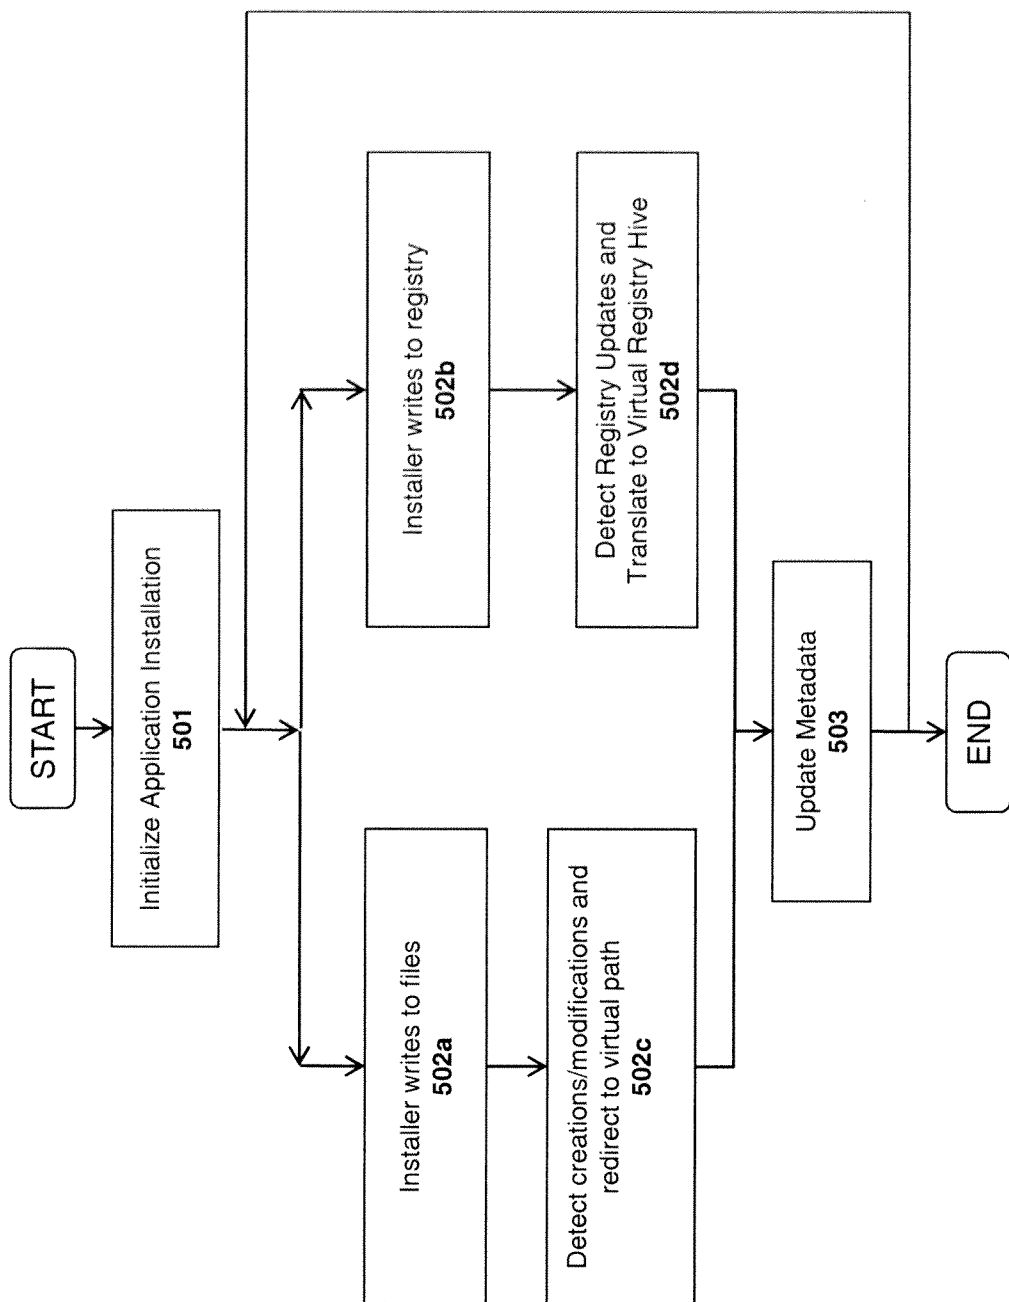 START
Initialize Application Installation
501
Installer writes to files
502a
Installer writes to registry
502b
Detect creations/modifications and
redirect to virtual path
502c
Detect Registry Updates and
Translate to Virtual Registry Hive
502d
Update Metadata
503
END